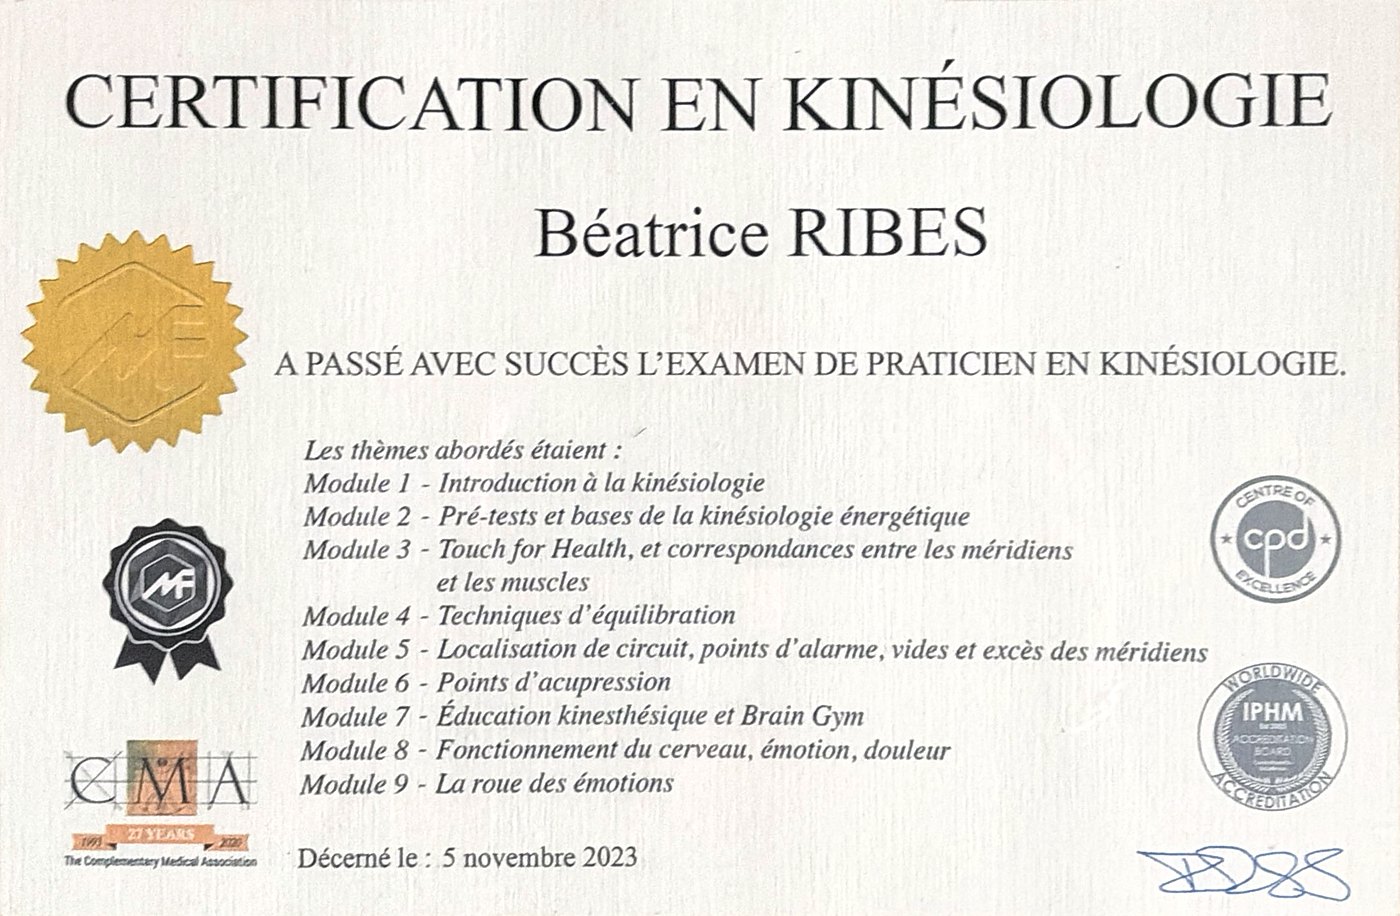 CERTIFICATION EN KINÉSIOLOGIE
Béatrice RIBES
A PASSÉ AVEC SUCCÈS L’EXAMEN DE PRATICIEN EN KINÉSIOLOGIE.
Les thèmes abordés étaient :
Module 1 - Introduction à la kinésiologie
Module 2 - Pré-tests et bases de la kinésiologie énergétique
Module 3 - Touch for Health, et correspondances entre les méridiens
et les muscles
Module 4 - Techniques d’équilibration
Module 5 - Localisation de circuit, points d’alarme, vides et excès des méridiens
Module 6 - Points d’acupression
Module 7 - Éducation kinesthésique et Brain Gym
Module 8 - Fonctionnement du cerveau, émotion, douleur
Module 9 - La roue des émotions
Décerné le : 5 novembre 2023
MF
MF
CMA
1993 27 YEARS 2020
The Complementary Medical Association
CENTRE OF
cpd
EXCELLENCE
WORLDWIDE
IPHM
ACCREDITATION
BOARD
ACCREDITATION